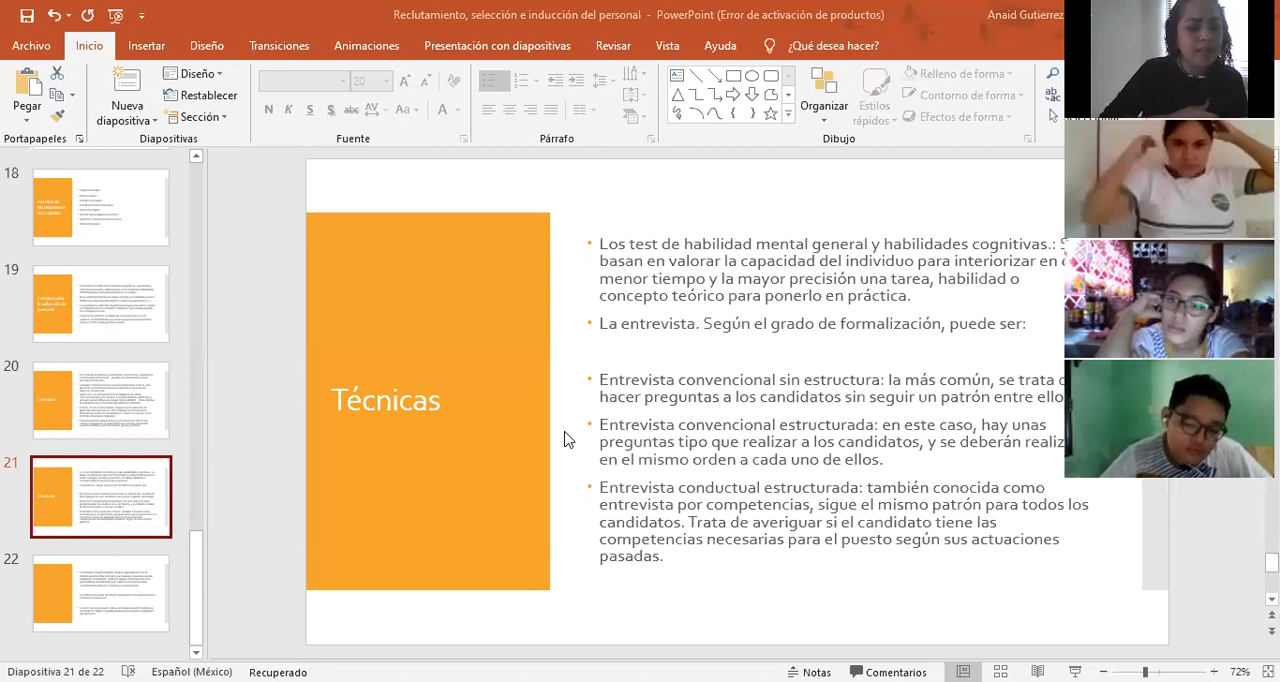 Reclutamiento, selección e inducción del personal - PowerPoint (Error de activación de productos)
Anaid Gutierrez
Archivo
Inicio
Insertar
Diseño
Transiciones
Animaciones
Presentación con diapositivas
Revisar
Vista
Ayuda
¿Qué desea hacer?
Pegar
Nueva
diapositiva
Diseño
Restablecer
Sección
20
N K S S abc AV Aa A
Organizar
Estilos
rápidos
Relleno de forma
Contorno de forma
Efectos de forma
Portapapeles
Diapositivas
Fuente
Párrafo
Dibujo
18
19
20
21
22
Técnicas
• Los test de habilidad mental general y habilidades cognitivas.: S
basan en valorar la capacidad del individuo para interiorizar en
menor tiempo y la mayor precisión una tarea, habilidad o
concepto teórico para ponerlo en práctica.
• La entrevista. Según el grado de formalización, puede ser:
• Entrevista convencional sin estructura: la más común, se trata
hacer preguntas a los candidatos sin seguir un patrón entre ello
• Entrevista convencional estructurada: en este caso, hay unas
preguntas tipo que realizar a los candidatos, y se deberán realiz
en el mismo orden a cada uno de ellos.
• Entrevista conductual estructurada: también conocida como
entrevista por competencias, sigue el mismo patrón para todos los
candidatos. Trata de averiguar si el candidato tiene las
competencias necesarias para el puesto según sus actuaciones
pasadas.
Diapositiva 21 de 22
Español (México)
Recuperado
Notas
Comentarios
72%